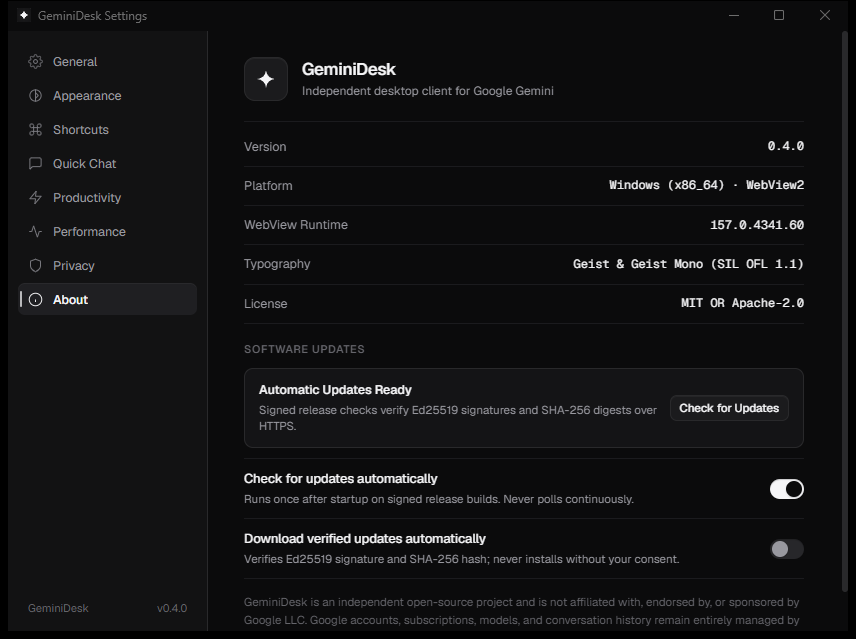 GeminiDesk Settings
General
Appearance
Shortcuts
Quick Chat
Productivity
Performance
Privacy
About
GeminiDesk v0.4.0
GeminiDesk
Independent desktop client for Google Gemini
Version 0.4.0
Platform Windows (x86_64) · WebView2
WebView Runtime 157.0.4341.60
Typography Geist & Geist Mono (SIL OFL 1.1)
License MIT OR Apache-2.0
SOFTWARE UPDATES
Automatic Updates Ready
Signed release checks verify Ed25519 signatures and SHA-256 digests over
HTTPS.
Check for Updates
Check for updates automatically
Runs once after startup on signed release builds. Never polls continuously.
Download verified updates automatically
Verifies Ed25519 signature and SHA-256 hash; never installs without your consent.
GeminiDesk is an independent open-source project and is not affiliated with, endorsed by, or sponsored by
Google LLC. Google accounts, subscriptions, models, and conversation history remain entirely managed by